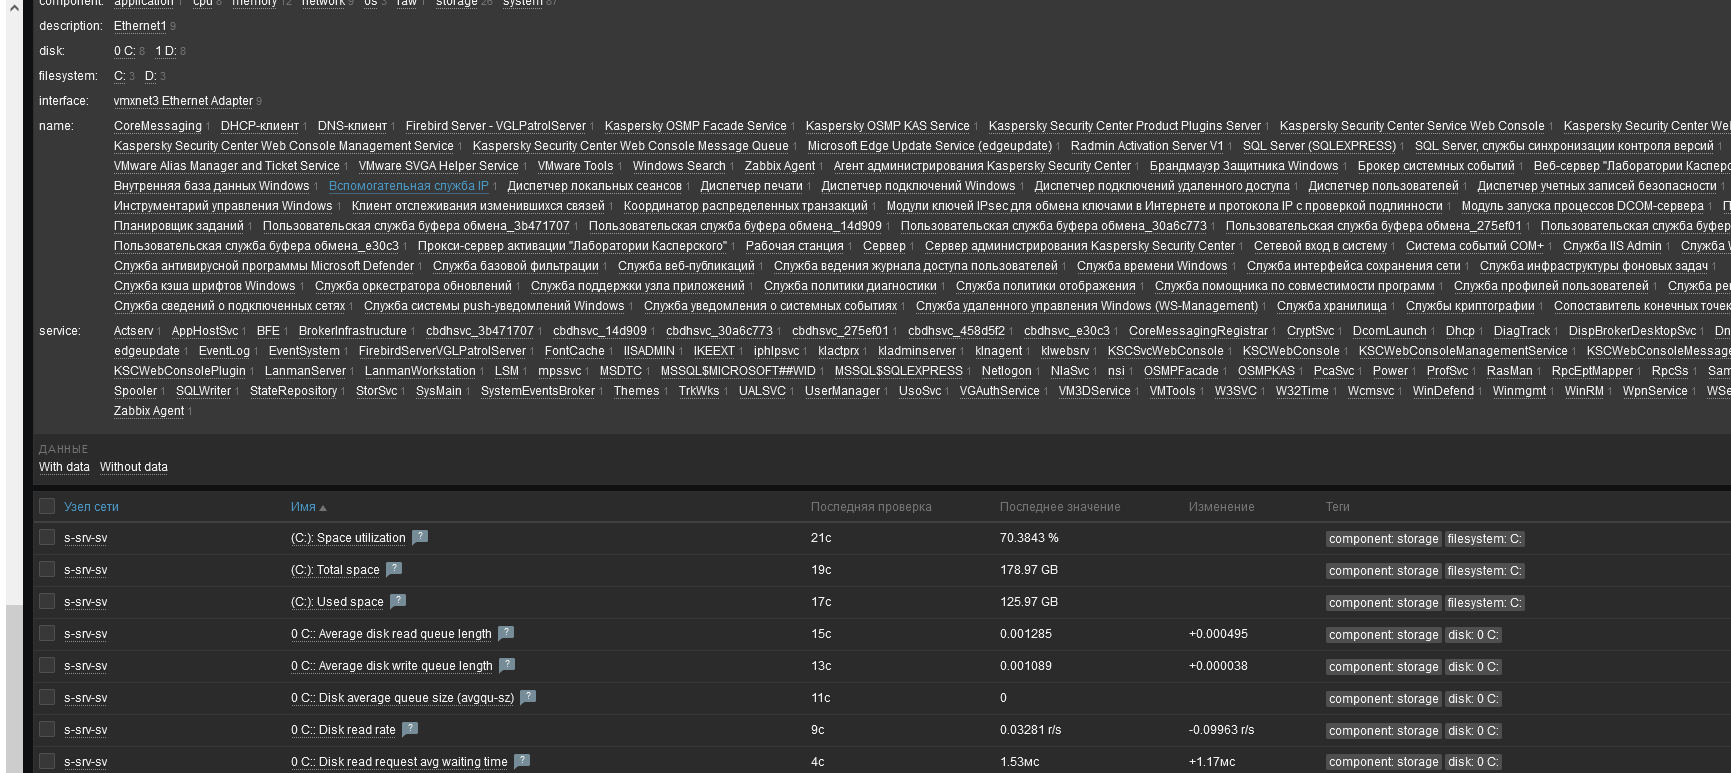 component: application 1 cpu 8 memory 12 network 9 os 3 raw 1 storage 26 system 87
description: Ethernet1 9
disk: 0 C: 8 1 D: 8
filesystem: C: 3 D: 3
interface: vmxnet3 Ethernet Adapter 9
name: CoreMessaging 1 DHCP-клиент 1 DNS-клиент 1 Firebird Server - VGLPatrolServer 1 Kaspersky OSMP Facade Service 1 Kaspersky OSMP KAS Service 1 Kaspersky Security Center Product Plugins Server 1 Kaspersky Security Center Service Web Console 1 Kaspersky Security Center We
Kaspersky Security Center Web Console Management Service 1 Kaspersky Security Center Web Console Message Queue 1 Microsoft Edge Update Service (edgeupdate) 1 Radmin Activation Server V1 1 SQL Server (SQLEXPRESS) 1 SQL Server, службы синхронизации контроля версий 1
VMware Alias Manager and Ticket Service 1 VMware SVGA Helper Service 1 VMware Tools 1 Windows Search 1 Zabbix Agent 1 Агент администрирования Kaspersky Security Center 1 Брандмауэр Защитника Windows 1 Брокер системных событий 1 Веб-сервер "Лаборатории Касперс
Внутренняя база данных Windows 1 Вспомогательная служба IP 1 Диспетчер локальных сеансов 1 Диспетчер печати 1 Диспетчер подключений Windows 1 Диспетчер подключений удаленного доступа 1 Диспетчер пользователей 1 Диспетчер учетных записей безопасности 1
Инструментарий управления Windows 1 Клиент отслеживания изменившихся связей 1 Координатор распределенных транзакций 1 Модули ключей IPsec для обмена ключами в Интернете и протокола IP с проверкой подлинности 1 Модуль запуска процессов DCOM-сервера 1 П
Планировщик заданий 1 Пользовательская служба буфера обмена_3b471707 1 Пользовательская служба буфера обмена_14d909 1 Пользовательская служба буфера обмена_30a6c773 1 Пользовательская служба буфера обмена_275ef01 1 Пользовательская служба буфер
Пользовательская служба буфера обмена_e30c3 1 Прокси-сервер активации "Лаборатории Касперского" 1 Рабочая станция 1 Сервер 1 Сервер администрирования Kaspersky Security Center 1 Сетевой вход в систему 1 Система событий COM+ 1 Служба IIS Admin 1 Служба
Служба антивирусной программы Microsoft Defender 1 Служба базовой фильтрации 1 Служба веб-публикаций 1 Служба ведения журнала доступа пользователей 1 Служба времени Windows 1 Служба интерфейса сохранения сети 1 Служба инфраструктуры фоновых задач 1
Служба кэша шрифтов Windows 1 Служба оркестратора обновлений 1 Служба поддержки узла приложений 1 Служба политики диагностики 1 Служба политики отображения 1 Служба помощника по совместимости программ 1 Служба профилей пользователей 1 Служба ре
Служба сведений о подключенных сетях 1 Служба системы push-уведомлений Windows 1 Служба уведомления о системных событиях 1 Служба удаленного управления Windows (WS-Management) 1 Служба хранилища 1 Службы криптографии 1 Сопоставитель конечных точек
service: Actserv 1 AppHostSvc 1 BFE 1 BrokerInfrastructure 1 cbdhsvc_3b471707 1 cbdhsvc_14d909 1 cbdhsvc_30a6c773 1 cbdhsvc_275ef01 1 cbdhsvc_458d5f2 1 cbdhsvc_e30c3 1 CoreMessagingRegistrar 1 CryptSvc 1 DcomLaunch 1 Dhcp 1 DiagTrack 1 DispBrokerDesktopSvc 1 Dn
edgeupdate 1 EventLog 1 EventSystem 1 FirebirdServerVGLPatrolServer 1 FontCache 1 IISADMIN 1 IKEEXT 1 iphlpsvc 1 klactprx 1 kladminserver 1 klnagent 1 klwebsrv 1 KSCSvcWebConsole 1 KSCWebConsole 1 KSCWebConsoleManagementService 1 KSCWebConsoleMessage
KSCWebConsolePlugin 1 LanmanServer 1 LanmanWorkstation 1 LSM 1 mpssvc 1 MSDTC 1 MSSQL$MICROSOFT##WID 1 MSSQL$SQLEXPRESS 1 Netlogon 1 NlaSvc 1 nsi 1 OSMPFacade 1 OSMPKAS 1 PcaSvc 1 Power 1 ProfSvc 1 RasMan 1 RpcEptMapper 1 RpcSs 1 Sam
Spooler 1 SQLWriter 1 StateRepository 1 StorSvc 1 SysMain 1 SystemEventsBroker 1 Themes 1 TrkWks 1 UALSVC 1 UserManager 1 UsoSvc 1 VGAuthService 1 VM3DService 1 VMTools 1 W3SVC 1 W32Time 1 Wcmsvc 1 WinDefend 1 Winmgmt 1 WinRM 1 WpnService 1 WSe
Zabbix Agent 1
ДАННЫЕ
With data Without data
Узел сети Имя Последняя проверка Последнее значение Изменение Теги
s-srv-sv (C:): Space utilization ? 21с 70.3843 % component: storage filesystem: C:
s-srv-sv (C:): Total space ? 19с 178.97 GB component: storage filesystem: C:
s-srv-sv (C:): Used space ? 17с 125.97 GB component: storage filesystem: C:
s-srv-sv 0 C:: Average disk read queue length ? 15с 0.001285 +0.000495 component: storage disk: 0 C:
s-srv-sv 0 C:: Average disk write queue length ? 13с 0.001089 +0.000038 component: storage disk: 0 C:
s-srv-sv 0 C:: Disk average queue size (avgqu-sz) ? 11с 0 component: storage disk: 0 C:
s-srv-sv 0 C:: Disk read rate ? 9с 0.03281 r/s -0.09963 r/s component: storage disk: 0 C:
s-srv-sv 0 C:: Disk read request avg waiting time ? 4с 1.53мс +1.17мс component: storage disk: 0 C: